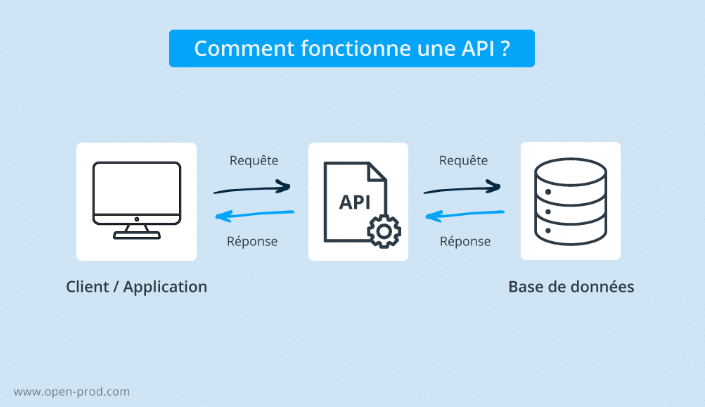 Comment fonctionne une API ?
Requête
Requête
API
Réponse
Réponse
Client / Application
Base de données
www.open-prod.com